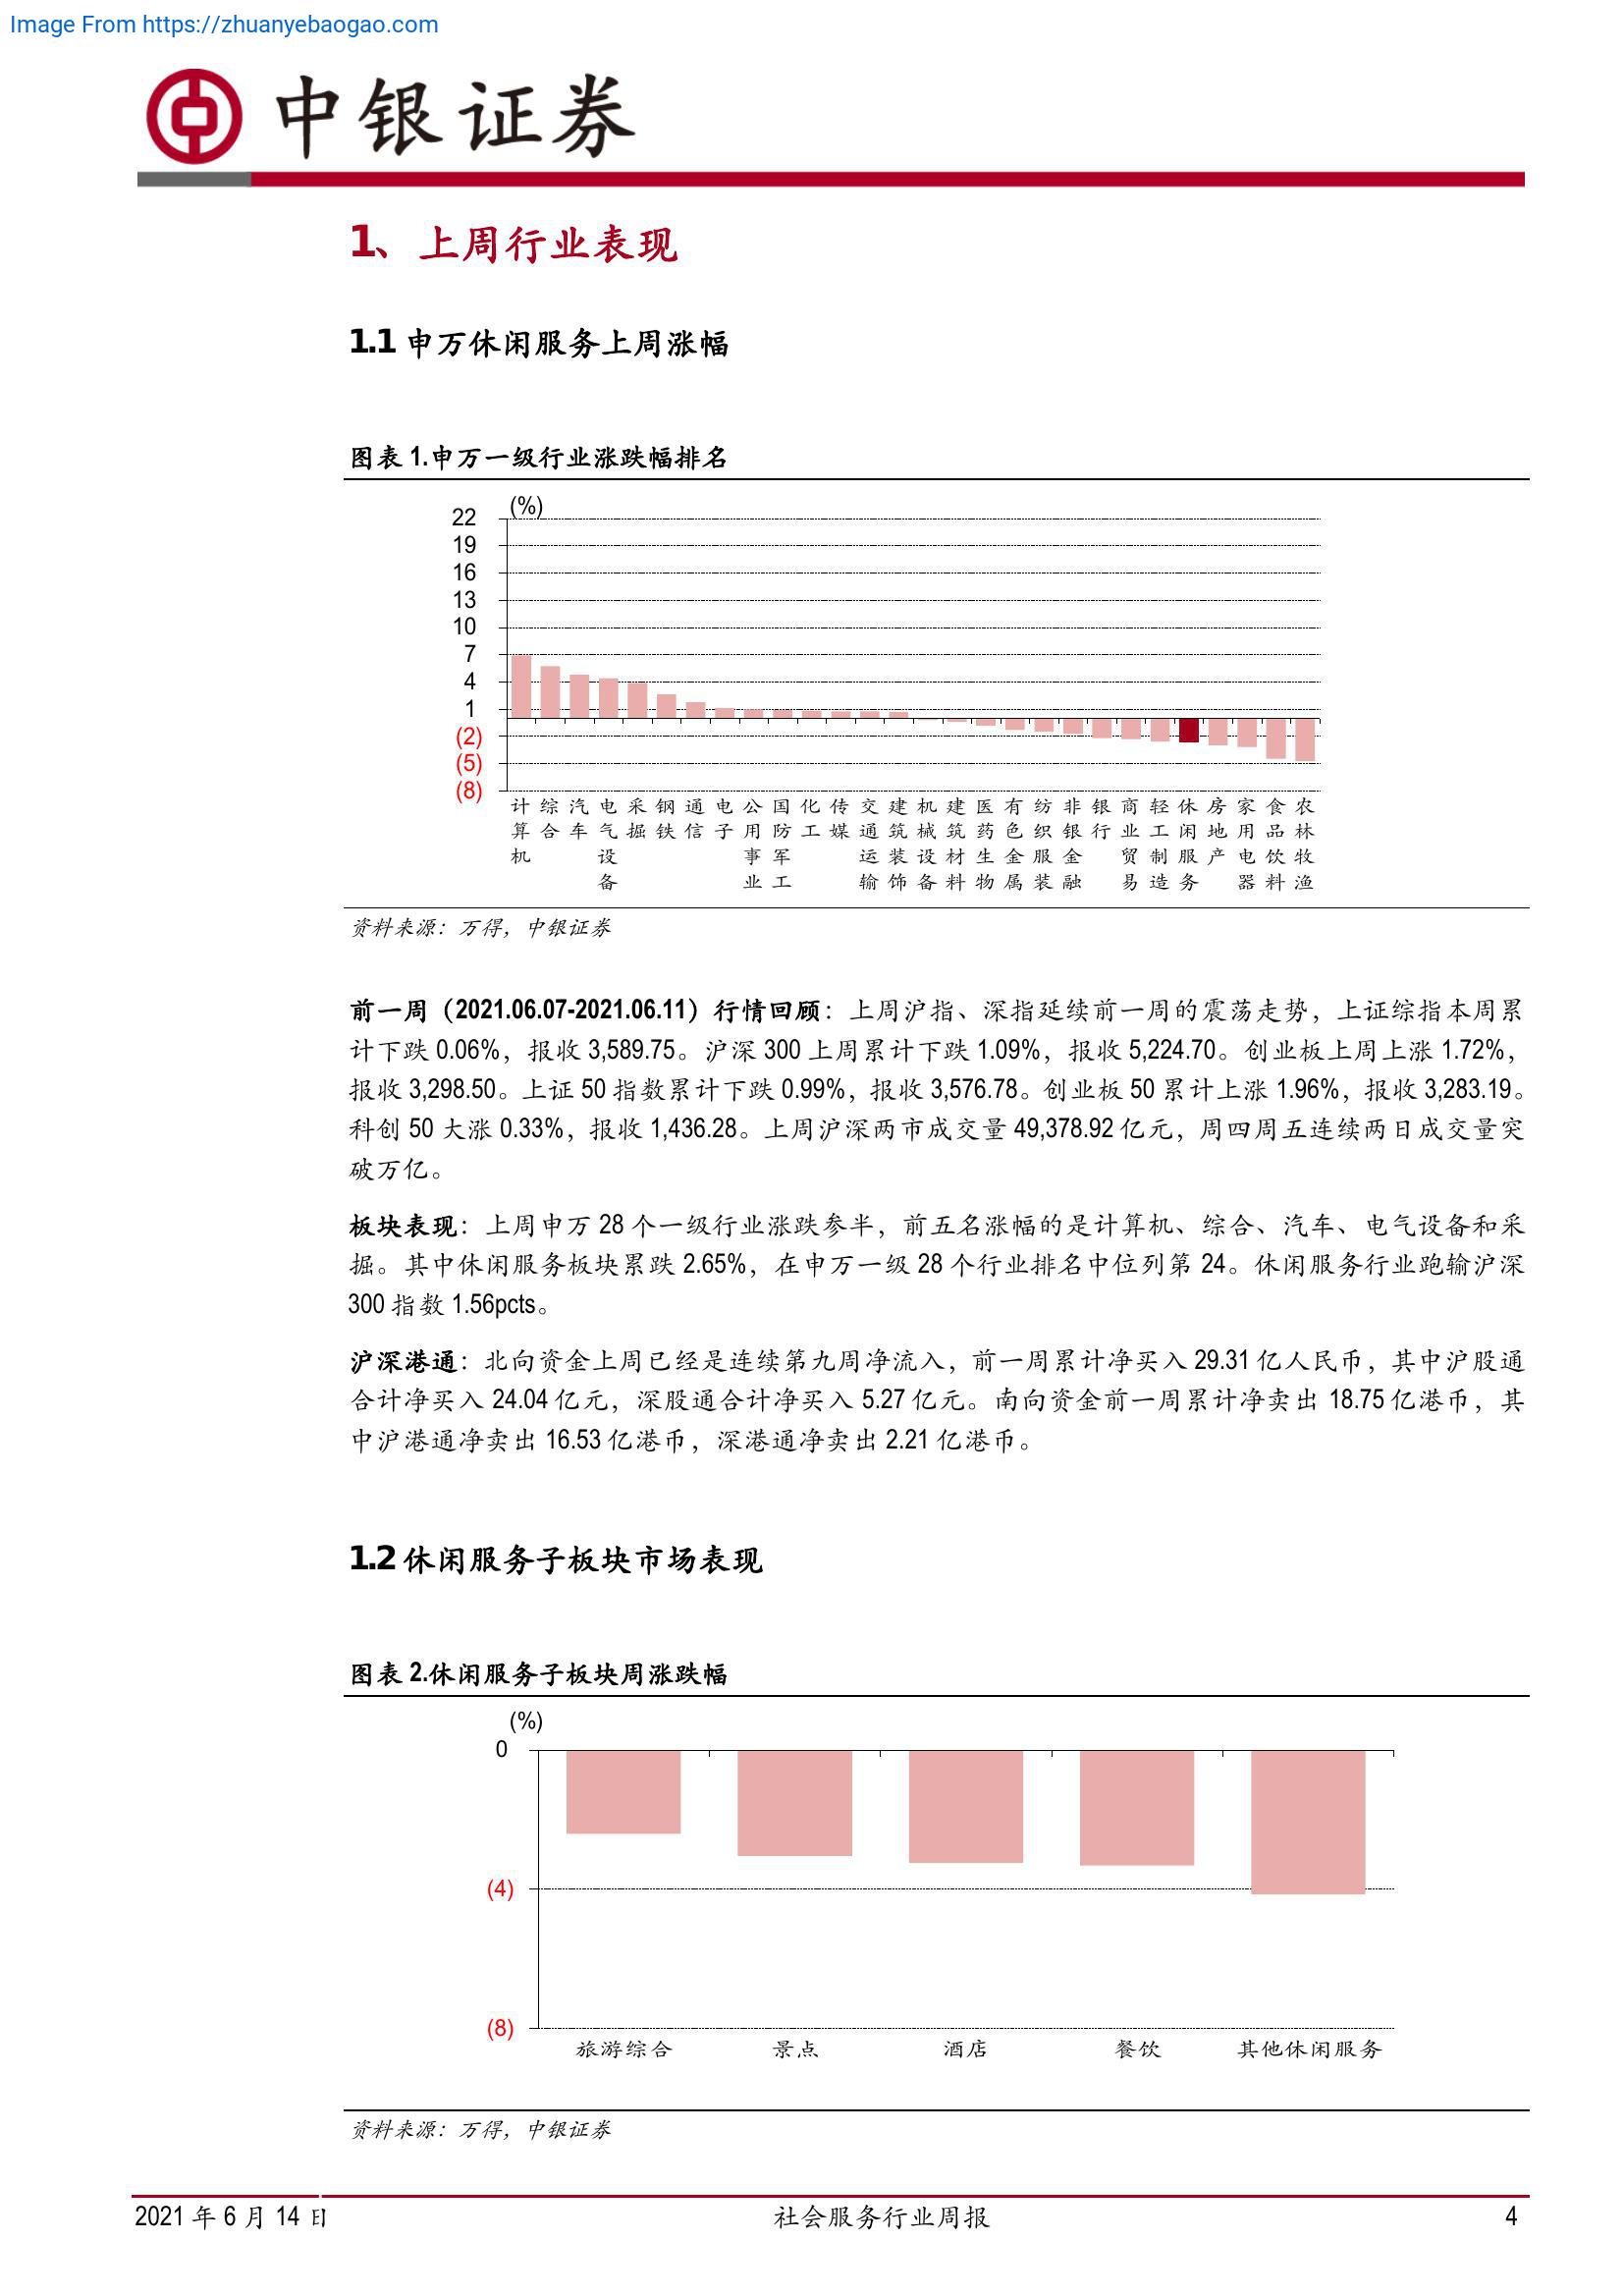 Image From https://zhuanyebaogao.com
中银证券
1、上周行业表现
1.1 申万休闲服务上周涨幅
图表 1.申万一级行业涨跌幅排名
(%)
22
19
16
13
10
7
4
1
(2)
(5)
(8)
计算机 综合 汽车 电气设备 采掘 钢铁 通信 电子 公用事业 国防军工 化工 传媒 交通运输 建筑装饰 机械设备 建筑材料 医药生物 有色金属 纺织服装 非银金融 银行 商业贸易 轻工制造 休闲服务 房地产 家用电器 食品饮料 农林牧渔
资料来源：万得，中银证券
前一周（2021.06.07-2021.06.11）行情回顾：上周沪指、深指延续前一周的震荡走势，上证综指本周累
计下跌 0.06%，报收 3,589.75。沪深 300 上周累计下跌 1.09%，报收 5,224.70。创业板上周上涨 1.72%，
报收 3,298.50。上证 50 指数累计下跌 0.99%，报收 3,576.78。创业板 50 累计上涨 1.96%，报收 3,283.19。
科创 50 大涨 0.33%，报收 1,436.28。上周沪深两市成交量 49,378.92 亿元，周四周五连续两日成交量突
破万亿。
板块表现：上周申万 28 个一级行业涨跌参半，前五名涨幅的是计算机、综合、汽车、电气设备和采
掘。其中休闲服务板块累跌 2.65%，在申万一级 28 个行业排名中位列第 24。休闲服务行业跑输沪深
300 指数 1.56pcts。
沪深港通：北向资金上周已经是连续第九周净流入，前一周累计净买入 29.31 亿人民币，其中沪股通
合计净买入 24.04 亿元，深股通合计净买入 5.27 亿元。南向资金前一周累计净卖出 18.75 亿港币，其
中沪港通净卖出 16.53 亿港币，深港通净卖出 2.21 亿港币。
1.2 休闲服务子板块市场表现
图表 2.休闲服务子板块周涨跌幅
(%)
0
(4)
(8)
旅游综合 景点 酒店 餐饮 其他休闲服务
资料来源：万得，中银证券
2021 年 6 月 14 日 社会服务行业周报 4